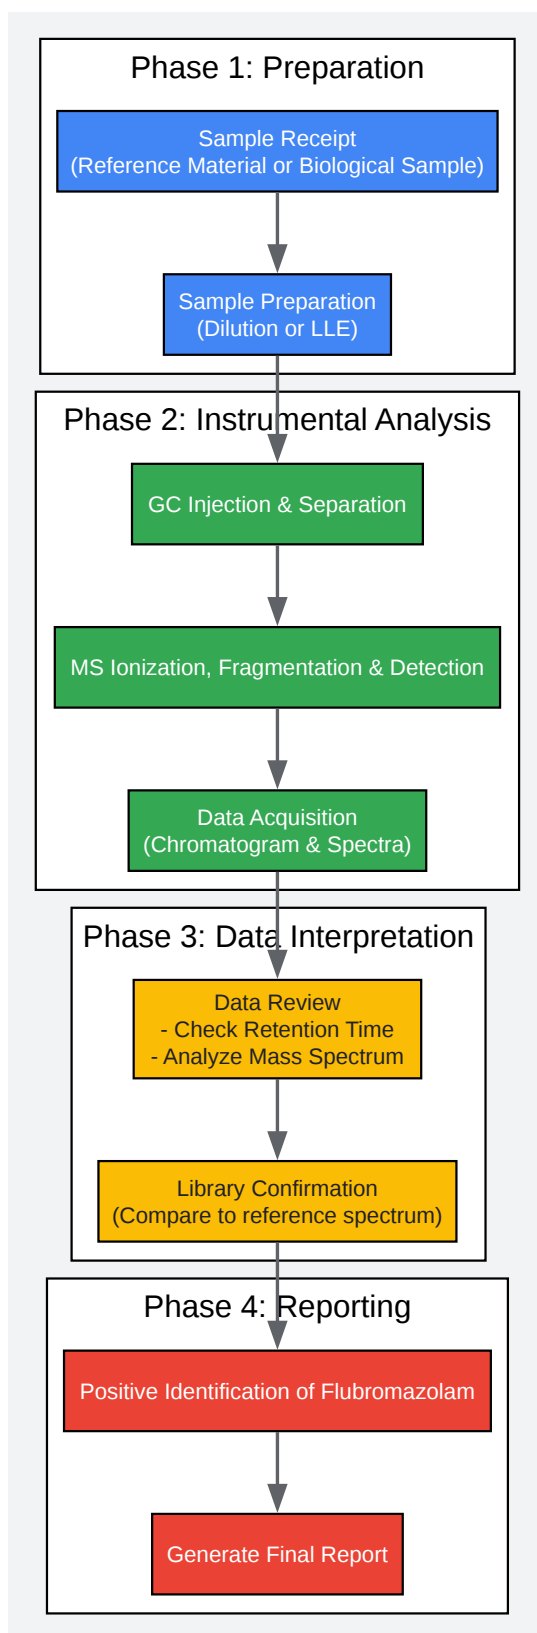 Phase 1: Preparation
Sample Receipt
(Reference Material or Biological Sample)
Sample Preparation
(Dilution or LLE)
Phase 2: Instrumental Analysis
GC Injection & Separation
MS Ionization, Fragmentation & Detection
Data Acquisition
(Chromatogram & Spectra)
Phase 3: Data Interpretation
Data Review
- Check Retention Time
- Analyze Mass Spectrum
Library Confirmation
(Compare to reference spectrum)
Phase 4: Reporting
Positive Identification of Flubromazolam
Generate Final Report